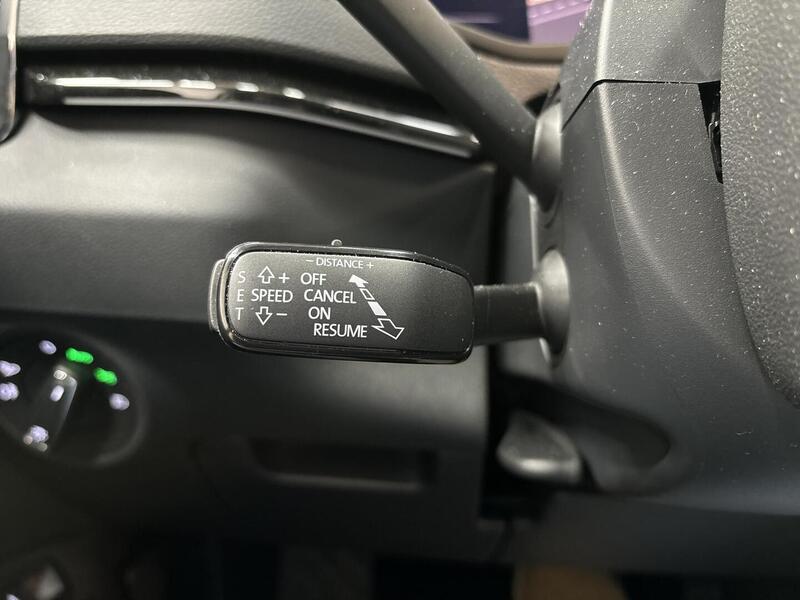 - DISTANCE +
S + OFF
E SPEED CANCEL
T - ON
RESUME